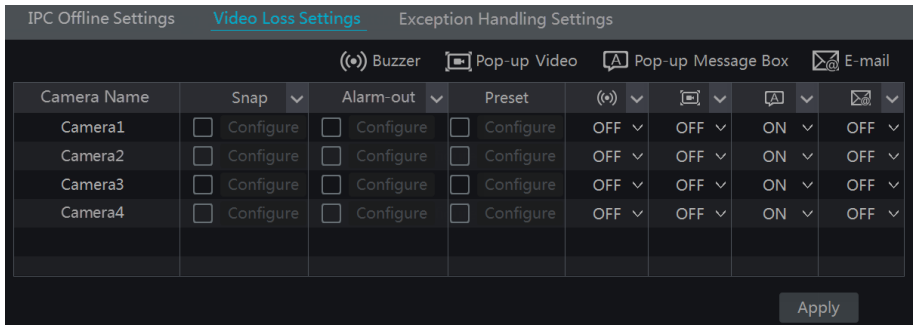 IPC Offline Settings Video Loss Settings Exception Handling Settings
Buzzer Pop-up Video Pop-up Message Box E-mail
Camera Name Snap Alarm-out Preset
Camera1 Configure Configure Configure OFF OFF ON OFF
Camera2 Configure Configure Configure OFF OFF ON OFF
Camera3 Configure Configure Configure OFF OFF ON OFF
Camera4 Configure Configure Configure OFF OFF ON OFF
Apply